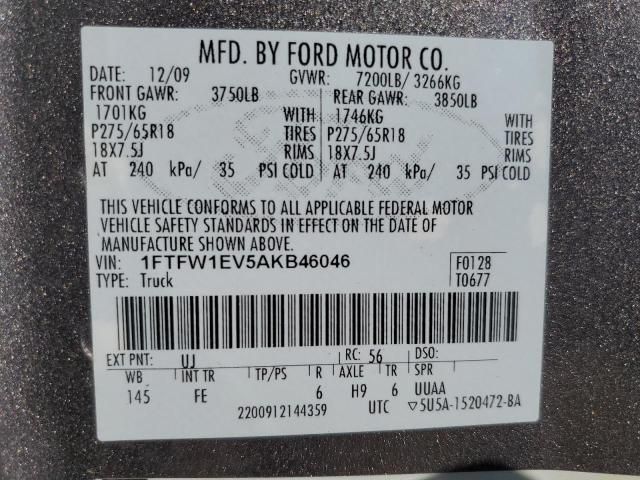 MFD. BY FORD MOTOR CO.
DATE: 12/09 GVWR: 7200LB/ 3266KG
FRONT GAWR: 3750LB REAR GAWR: 3850LB
1701KG WITH 1746KG WITH
P275/65R18 TIRES P275/65R18 TIRES
18X7.5J RIMS 18X7.5J RIMS
AT 240 kPa/ 35 PSI COLD AT 240 kPa/ 35 PSI COLD
THIS VEHICLE CONFORMS TO ALL APPLICABLE FEDERAL MOTOR
VEHICLE SAFETY STANDARDS IN EFFECT ON THE DATE OF
MANUFACTURE SHOWN ABOVE.
VIN: 1FTFW1EV5AKB46046 F0128
TYPE: Truck T0677
EXT PNT: UJ RC: 56 DSO:
WB INT TR TP/PS R AXLE TR SPR
145 FE 6 H9 6 UUAA
2200912144359 UTC ▽5U5A-1520472-BA